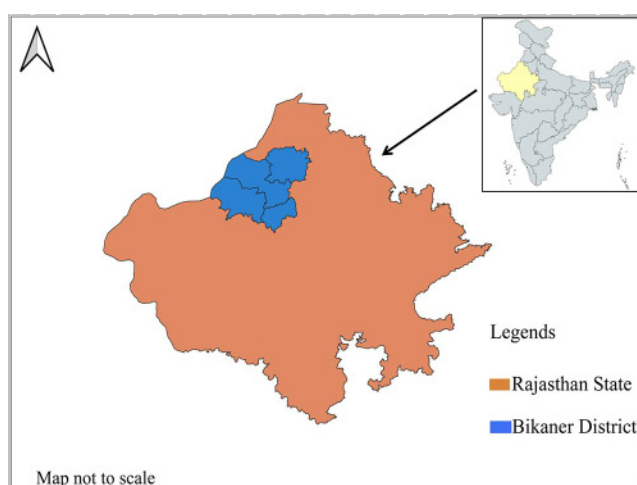 Legends
Rajasthan State
Bikaner District
Map not to scale